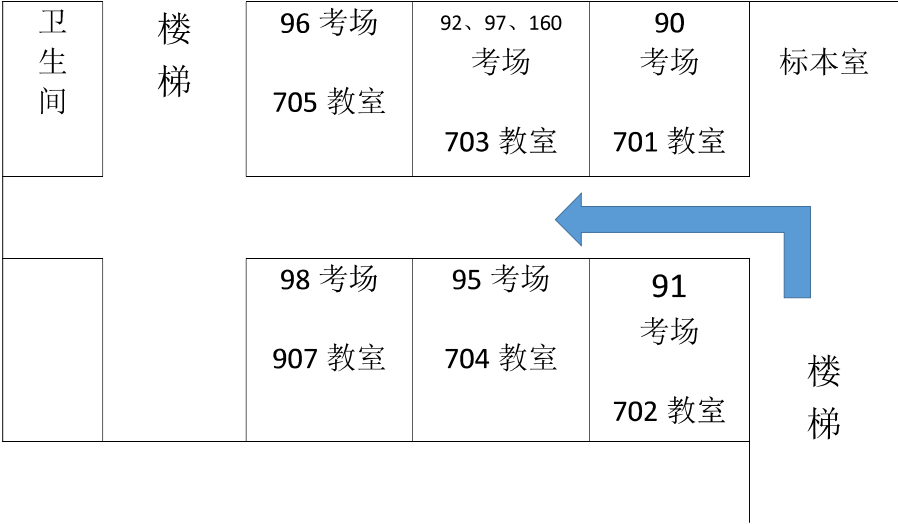 卫
生
间
楼
梯
96 考场
705 教室
92、97、160
考场
703 教室
90
考场
701 教室
标本室
98 考场
907 教室
95 考场
704 教室
91
考场
702 教室
楼
梯